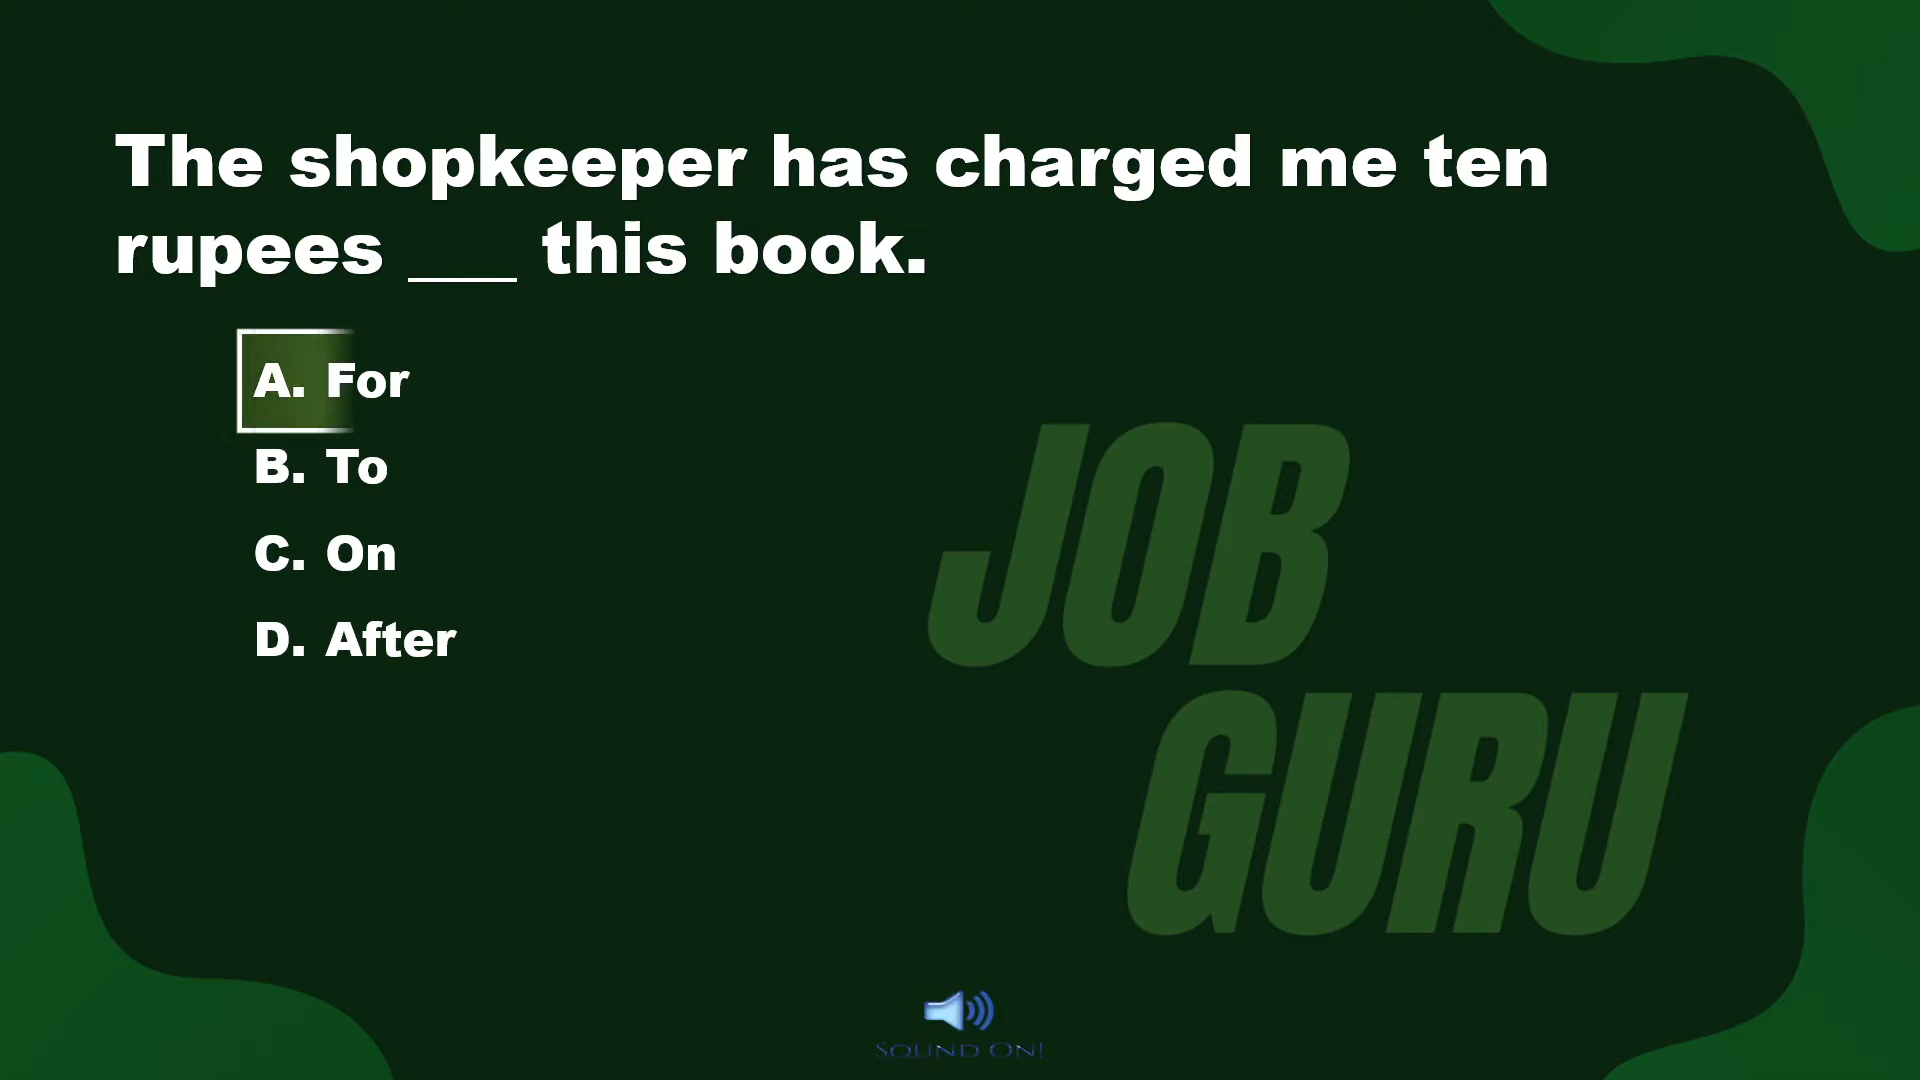 The shopkeeper has charged me ten
rupees ___ this book.
A. For
B. To
C. On
D. After
JOB
GURU
SOUND ON!